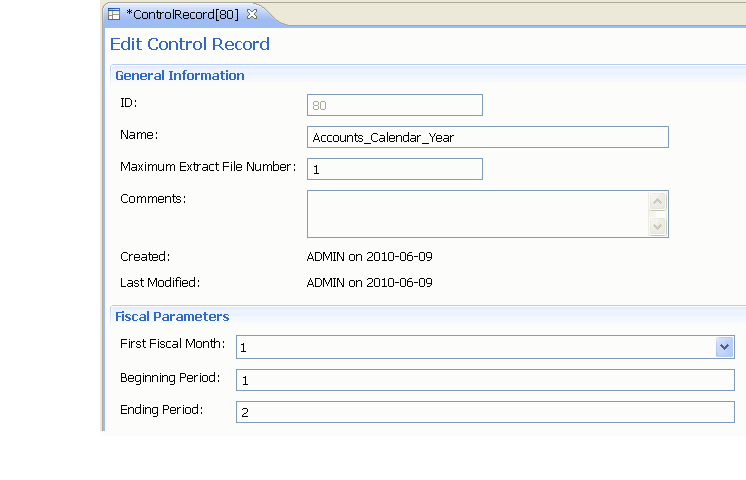 *ControlRecord[80]
Edit Control Record
General Information
ID: 80
Name: Accounts_Calendar_Year
Maximum Extract File Number: 1
Comments:
Created: ADMIN on 2010-06-09
Last Modified: ADMIN on 2010-06-09
Fiscal Parameters
First Fiscal Month: 1
Beginning Period: 1
Ending Period: 2